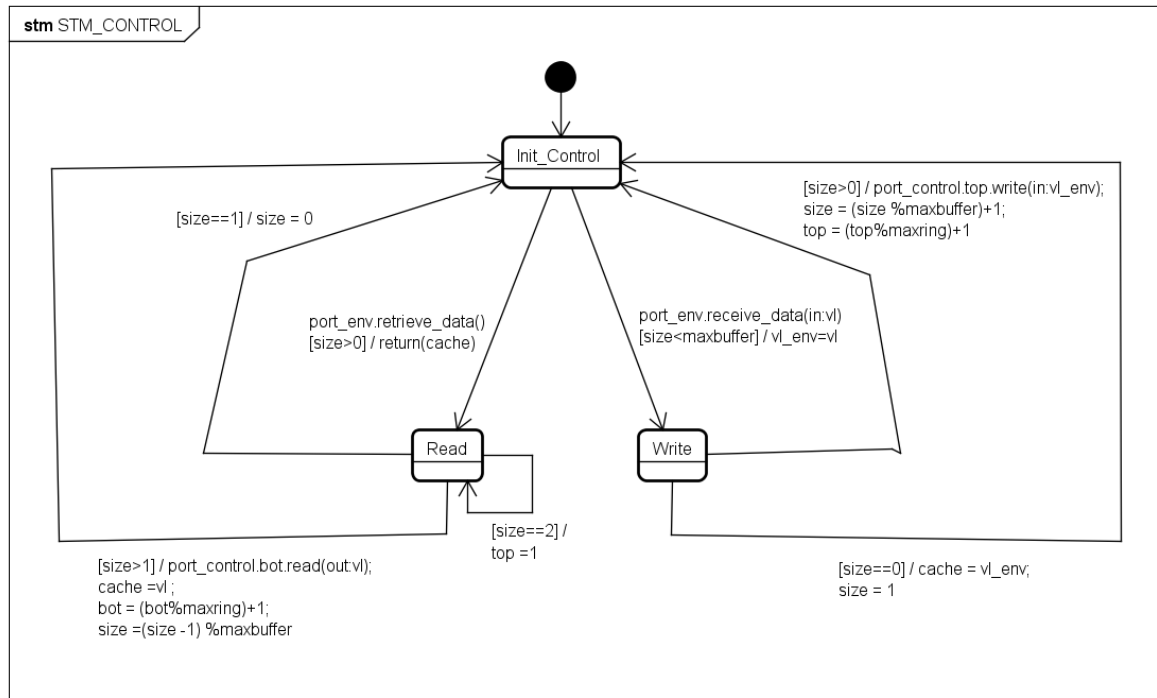 stm STM_CONTROL
Init_Control
[size==1] / size = 0
[size>0] / port_control.top.write(in:vl_env);
size = (size %maxbuffer)+1;
top = (top%maxring)+1
port_env.retrieve_data()
[size>0] / return(cache)
port_env.receive_data(in:vl)
[size<maxbuffer] / vl_env=vl
Read
Write
[size==2] /
top =1
[size>1] / port_control.bot.read(out:vl);
cache =vl ;
bot = (bot%maxring)+1;
size =(size -1) %maxbuffer
[size==0] / cache = vl_env;
size = 1